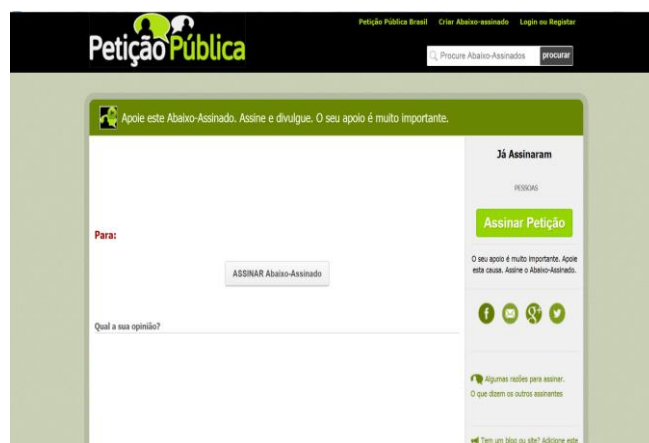 Petição Pública Brasil Criar Abaixo-assinado Login ou Registar
PetiçãoPública
Procure Abaixo-Assinados procurar
Apoie este Abaixo-Assinado. Assine e divulgue. O seu apoio é muito importante.
Já Assinaram
PESSOAS
Assinar Petição
Para:
O seu apoio é muito importante. Apoie
esta causa. Assine o Abaixo-Assinado.
ASSINAR Abaixo-Assinado
Qual a sua opinião?
Algumas razões para assinar.
O que dizem os outros assinantes
Tem um blog ou site? Adicione este